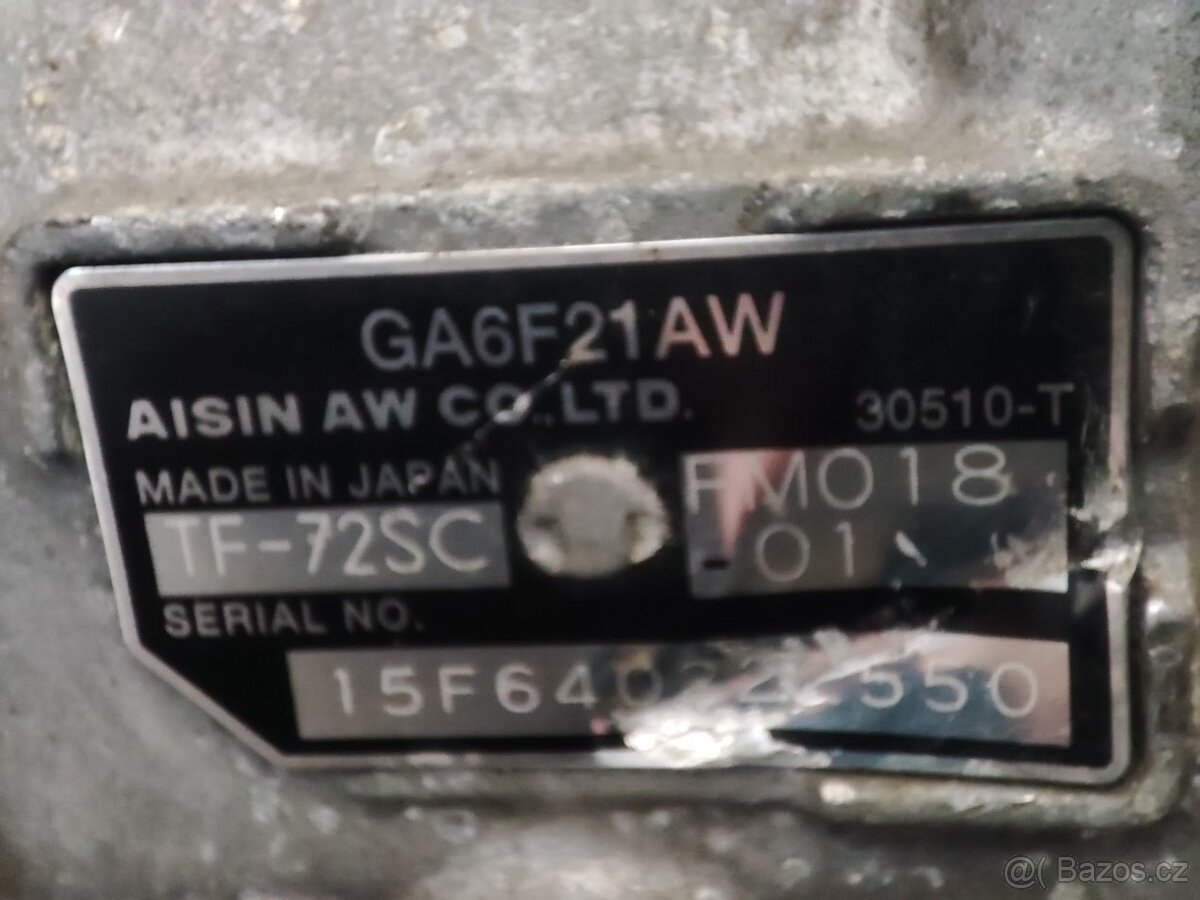 GA6F21AW
AISIN AW CO.,LTD.
30510-T
MADE IN JAPAN
TF-72SC
FM018
-01
SERIAL NO.
@( Bazos.cz